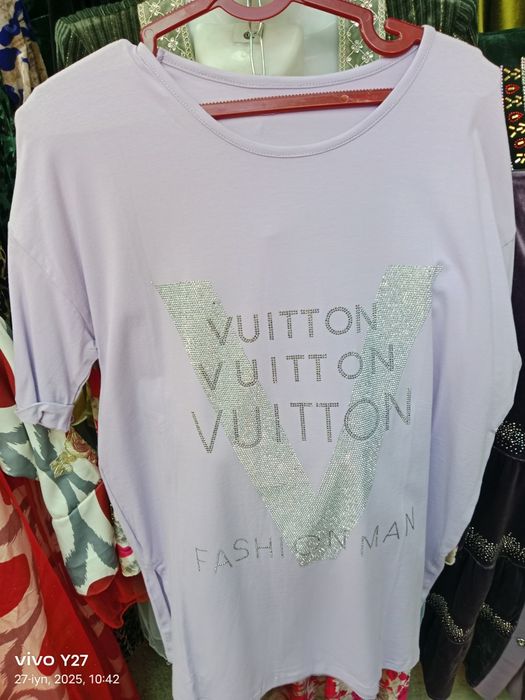 VUITTON
VUITTON
VUITTON
FASHION MAN
vivo Y27
27-iyn, 2025, 10:42